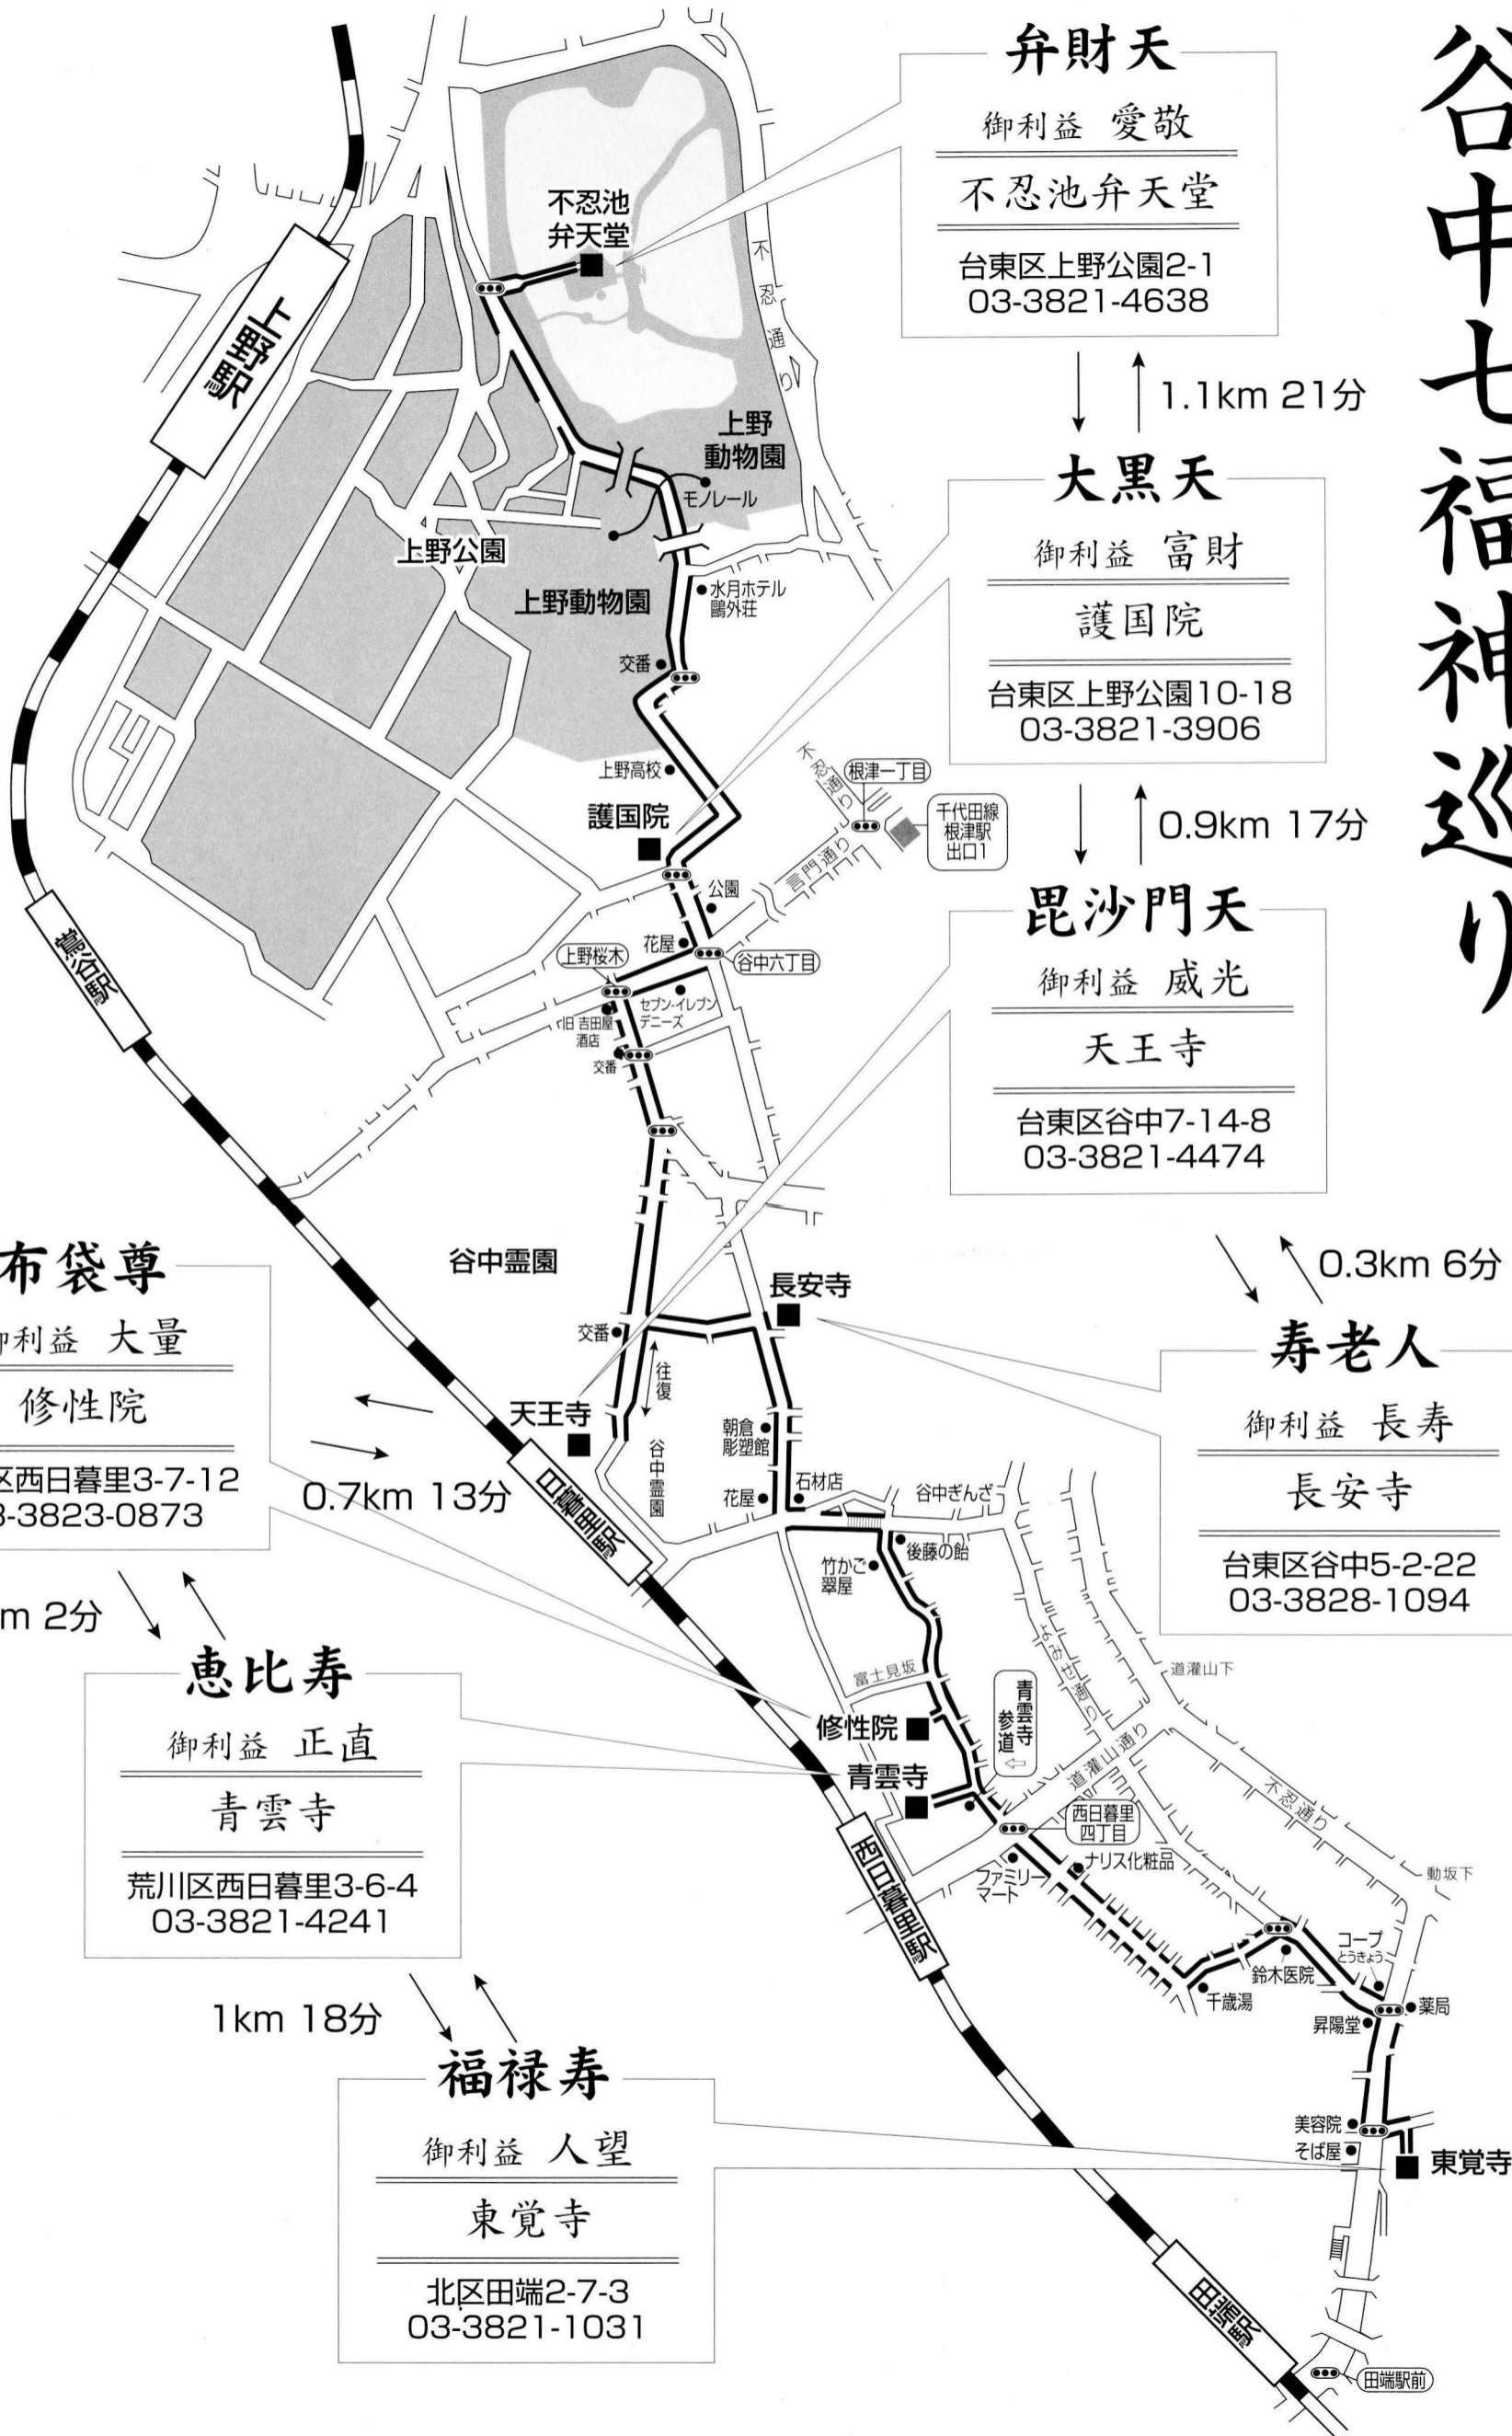 谷中七福神巡り
弁財天
御利益 愛敬
不忍池弁天堂
台東区上野公園2-1
03-3821-4638
1.1km 21分
大黒天
御利益 富財
護国院
台東区上野公園10-18
03-3821-3906
0.9km 17分
毘沙門天
御利益 威光
天王寺
台東区谷中7-14-8
03-3821-4474
0.3km 6分
寿老人
御利益 長寿
長安寺
台東区谷中5-2-22
03-3828-1094
0.7km 13分
布袋尊
御利益 大量
修性院
区西日暮里3-7-12
3-3823-0873
m 2分
恵比寿
御利益 正直
青雲寺
荒川区西日暮里3-6-4
03-3821-4241
1km 18分
福禄寿
御利益 人望
東覚寺
北区田端2-7-3
03-3821-1031
不忍池
弁天堂
不忍通り
上野駅
上野
動物園
モノレール
上野公園
上野動物園
水月ホテル
鷗外荘
交番
上野高校
護国院
不忍通り
根津一丁目
千代田線
根津駅
出口1
言問通り
公園
花屋
上野桜木
谷中六丁目
セブン-イレブン
デニーズ
旧 吉田屋
酒店
交番
鶯谷駅
谷中霊園
長安寺
交番
往復
天王寺
谷中霊園
朝倉
彫塑館
石材店
花屋
日暮里駅
谷中ぎんざ
後藤の飴
竹かご
翠屋
よみせ通り
富士見坂
道灌山下
修性院
青雲寺
参道
青雲寺
道灌山通り
西日暮里
四丁目
不忍通り
ファミリー
マート
ナリス化粧品
西日暮里駅
動坂下
コープ
とうきょう
鈴木医院
千歳湯
薬局
昇陽堂
美容院
そば屋
東覚寺
田端駅
田端駅前